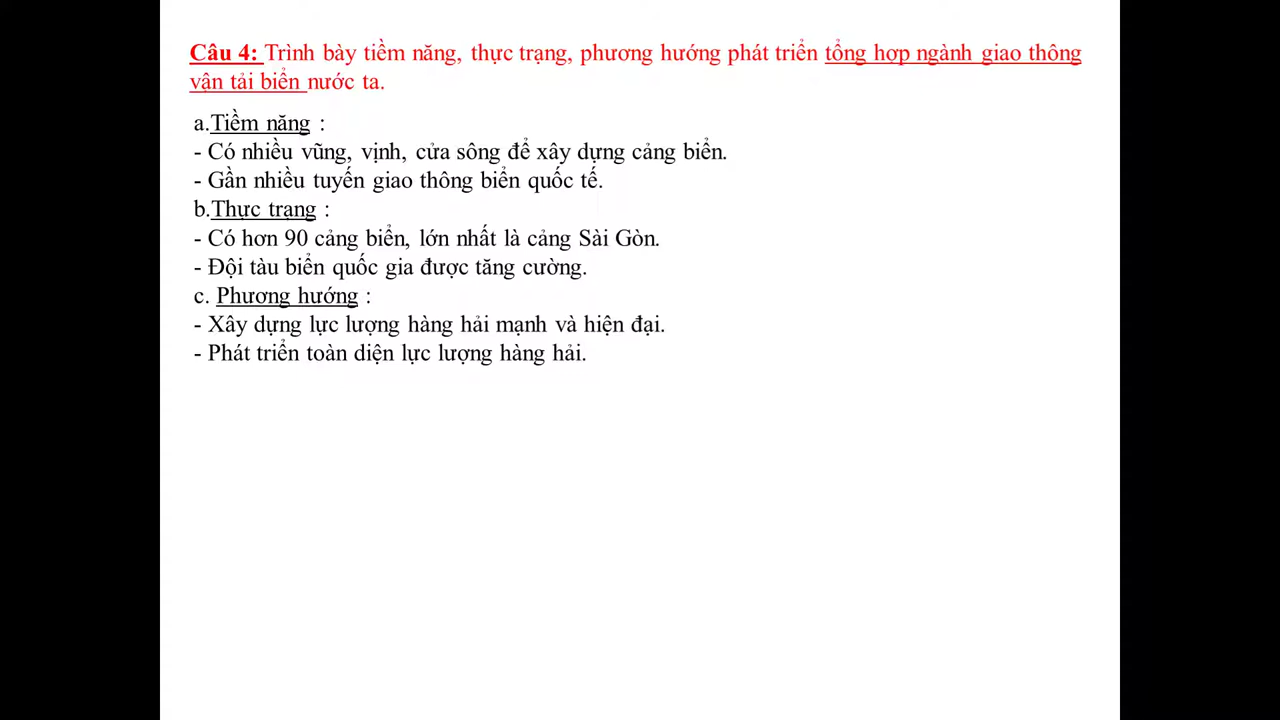 Câu 4: Trình bày tiềm năng, thực trạng, phương hướng phát triển tổng hợp ngành giao thông
vận tải biển nước ta.
a.Tiềm năng :
- Có nhiều vũng, vịnh, cửa sông để xây dựng cảng biển.
- Gần nhiều tuyến giao thông biển quốc tế.
b.Thực trạng :
- Có hơn 90 cảng biển, lớn nhất là cảng Sài Gòn.
- Đội tàu biển quốc gia được tăng cường.
c. Phương hướng :
- Xây dựng lực lượng hàng hải mạnh và hiện đại.
- Phát triển toàn diện lực lượng hàng hải.